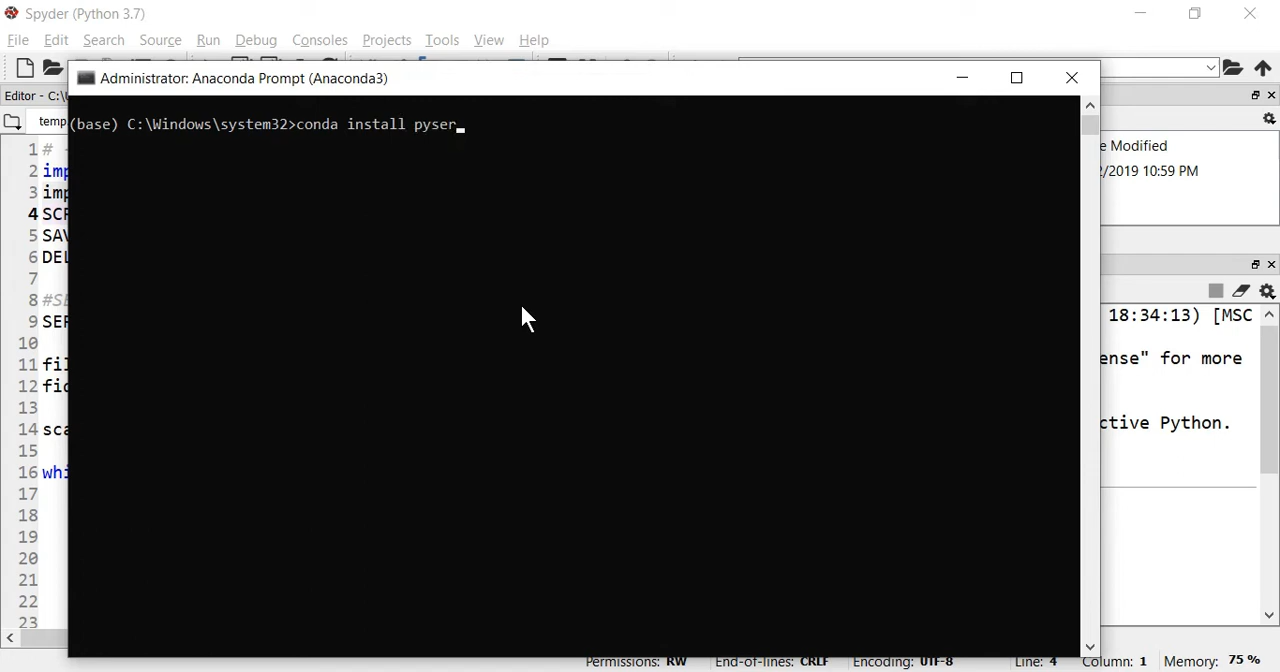 Spyder (Python 3.7)
File Edit Search Source Run Debug Consoles Projects Tools View Help
Administrator: Anaconda Prompt (Anaconda3)
Editor - C:\
temp
(base) C:\Windows\system32>conda install pyser
e Modified
2/2019 10:59 PM
1 # -
2 imp
3 imp
4 SCR
5 SAV
6 DEL
7
8 #SE
9 SER
10
11 fil
12 fic
13
14 sca
15
16 whi
17
18
19
20
21
22
23
18:34:13) [MSC
ense" for more
ctive Python.
Permissions: RW End-of-lines: CRLF Encoding: UTF-8 Line: 4 Column: 1 Memory: 75 %